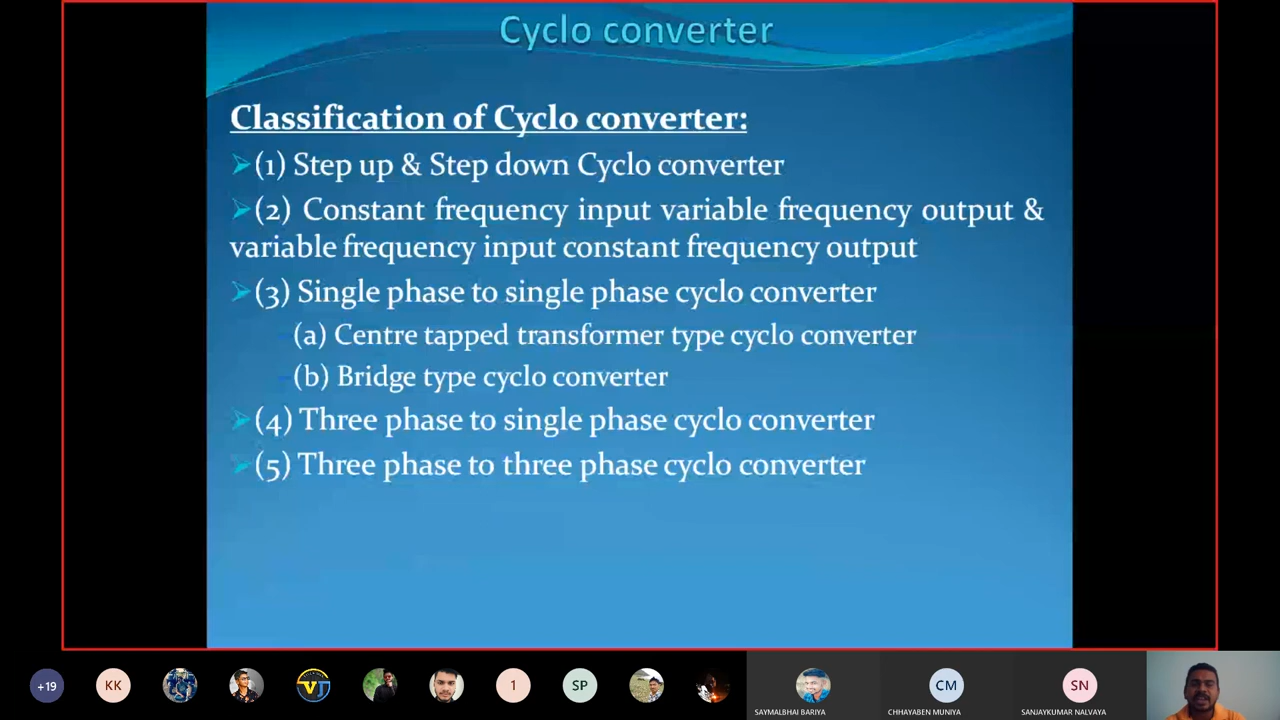 Cyclo converter
Classification of Cyclo converter:
(1) Step up & Step down Cyclo converter
(2) Constant frequency input variable frequency output &
variable frequency input constant frequency output
(3) Single phase to single phase cyclo converter
(a) Centre tapped transformer type cyclo converter
(b) Bridge type cyclo converter
(4) Three phase to single phase cyclo converter
(5) Three phase to three phase cyclo converter
+19 KK VT 1 SP CM SN
SAYMALBHAI BARIYA CHHAYABEN MUNIYA SANJAYKUMAR NALVAYA